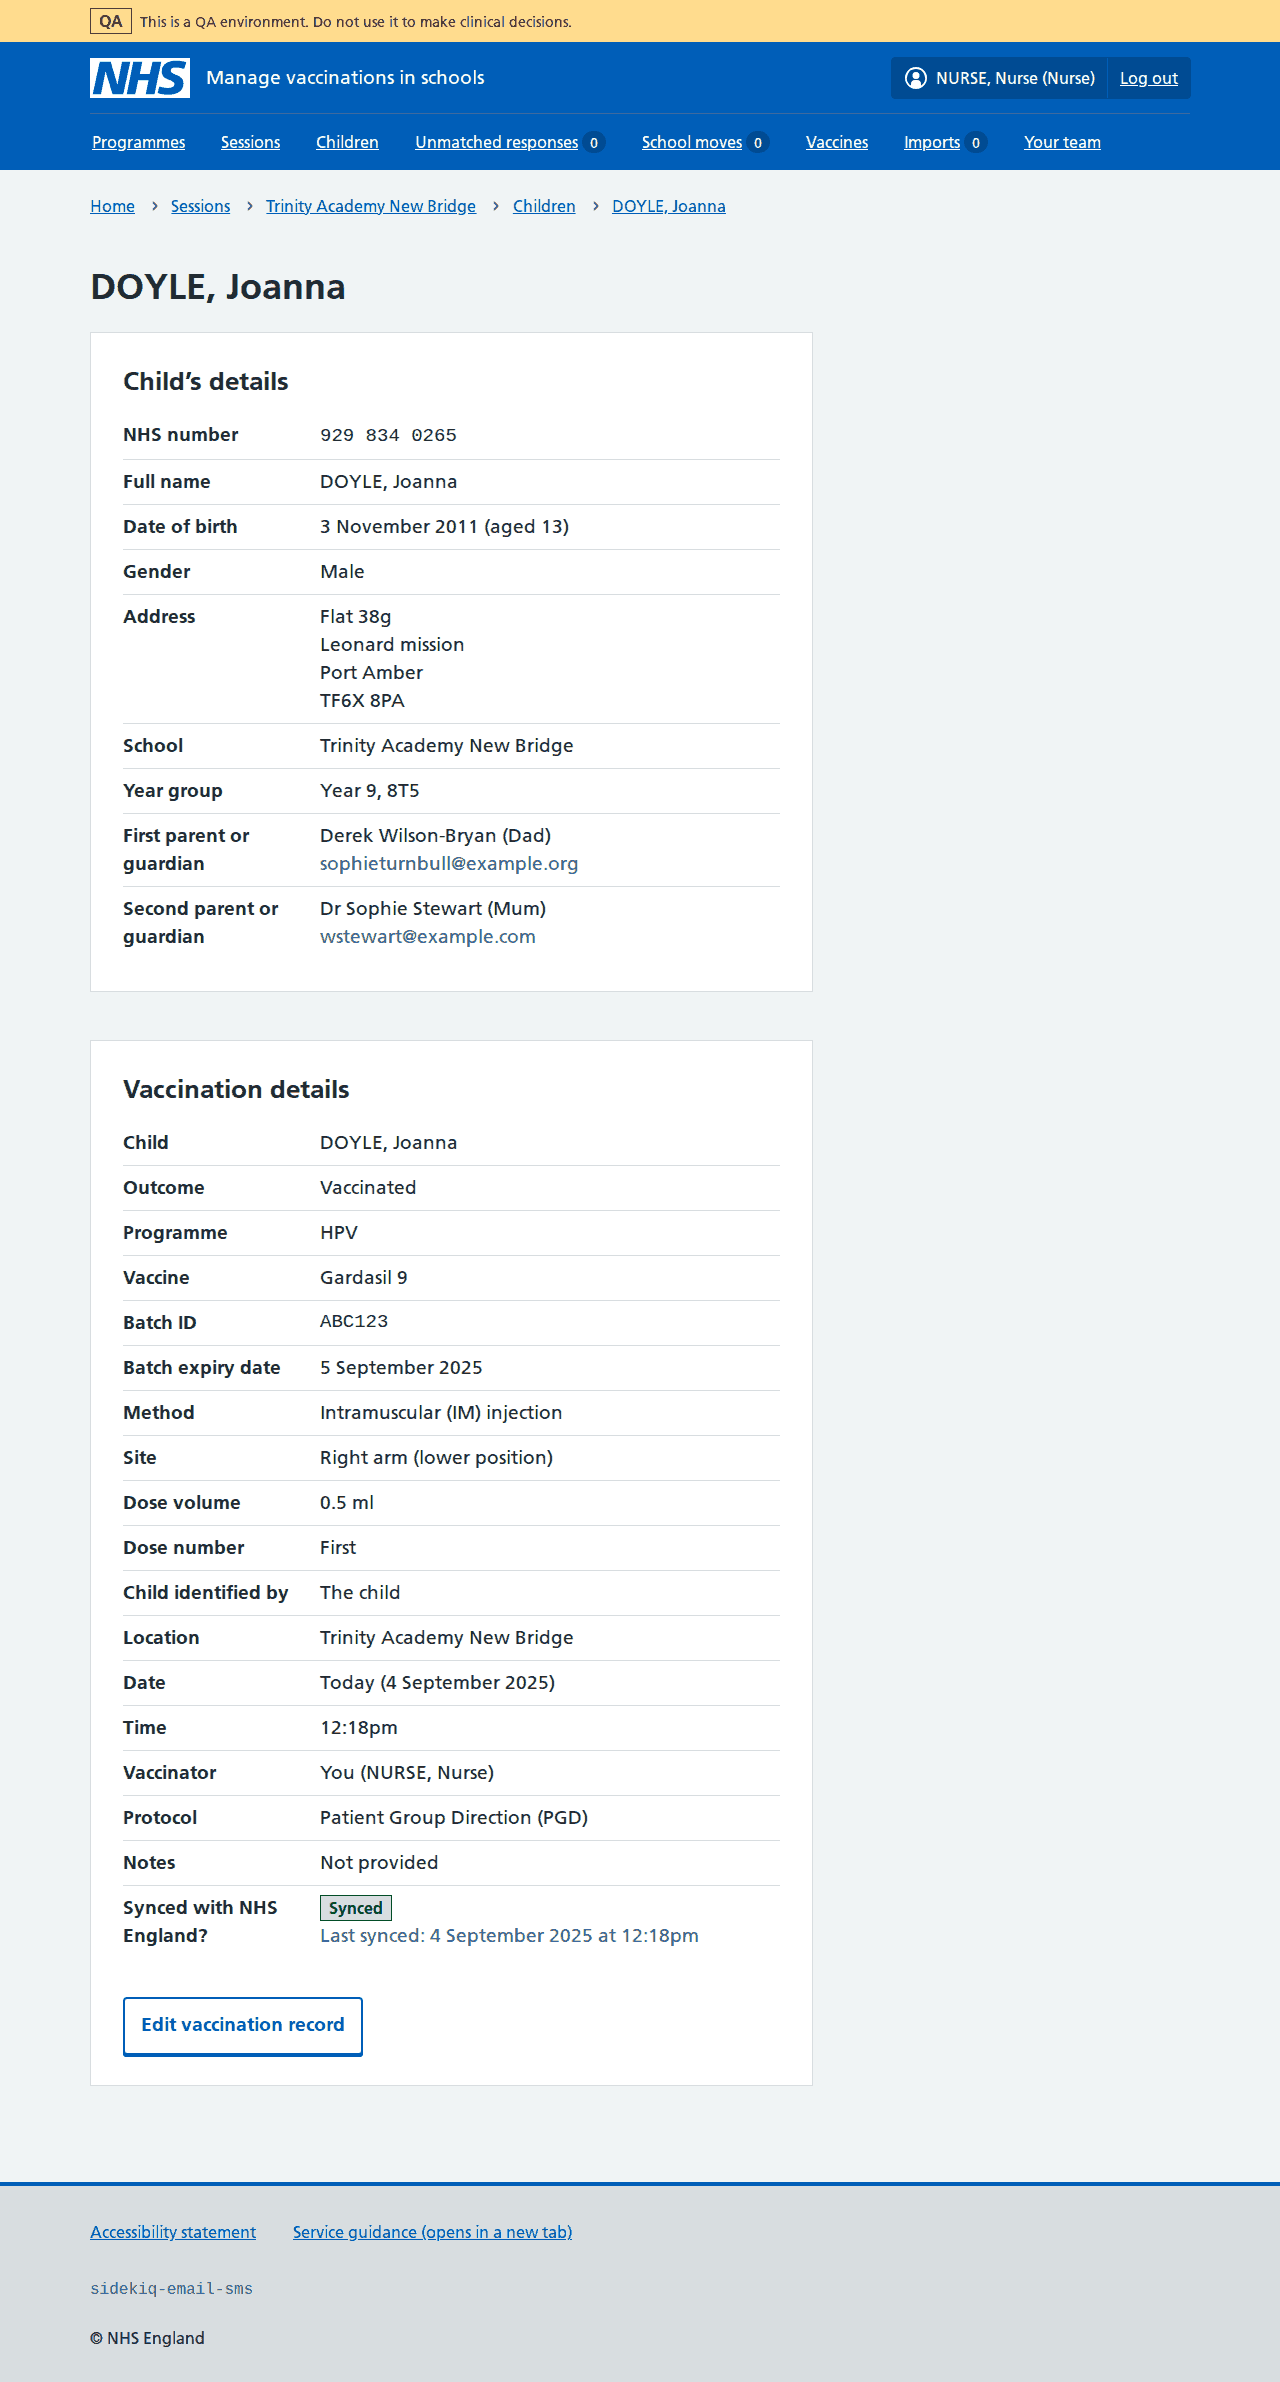 QA This is a QA environment. Do not use it to make clinical decisions.
NHS Manage vaccinations in schools
NURSE, Nurse (Nurse) Log out
Programmes Sessions Children Unmatched responses 0 School moves 0 Vaccines Imports 0 Your team
Home › Sessions › Trinity Academy New Bridge › Children › DOYLE, Joanna
DOYLE, Joanna
Child’s details
NHS number 929 834 0265
Full name DOYLE, Joanna
Date of birth 3 November 2011 (aged 13)
Gender Male
Address Flat 38g
Leonard mission
Port Amber
TF6X 8PA
School Trinity Academy New Bridge
Year group Year 9, 8T5
First parent or guardian Derek Wilson-Bryan (Dad)
sophieturnbull@example.org
Second parent or guardian Dr Sophie Stewart (Mum)
wstewart@example.com
Vaccination details
Child DOYLE, Joanna
Outcome Vaccinated
Programme HPV
Vaccine Gardasil 9
Batch ID ABC123
Batch expiry date 5 September 2025
Method Intramuscular (IM) injection
Site Right arm (lower position)
Dose volume 0.5 ml
Dose number First
Child identified by The child
Location Trinity Academy New Bridge
Date Today (4 September 2025)
Time 12:18pm
Vaccinator You (NURSE, Nurse)
Protocol Patient Group Direction (PGD)
Notes Not provided
Synced with NHS England? Synced
Last synced: 4 September 2025 at 12:18pm
Edit vaccination record
Accessibility statement Service guidance (opens in a new tab)
sidekiq-email-sms
© NHS England